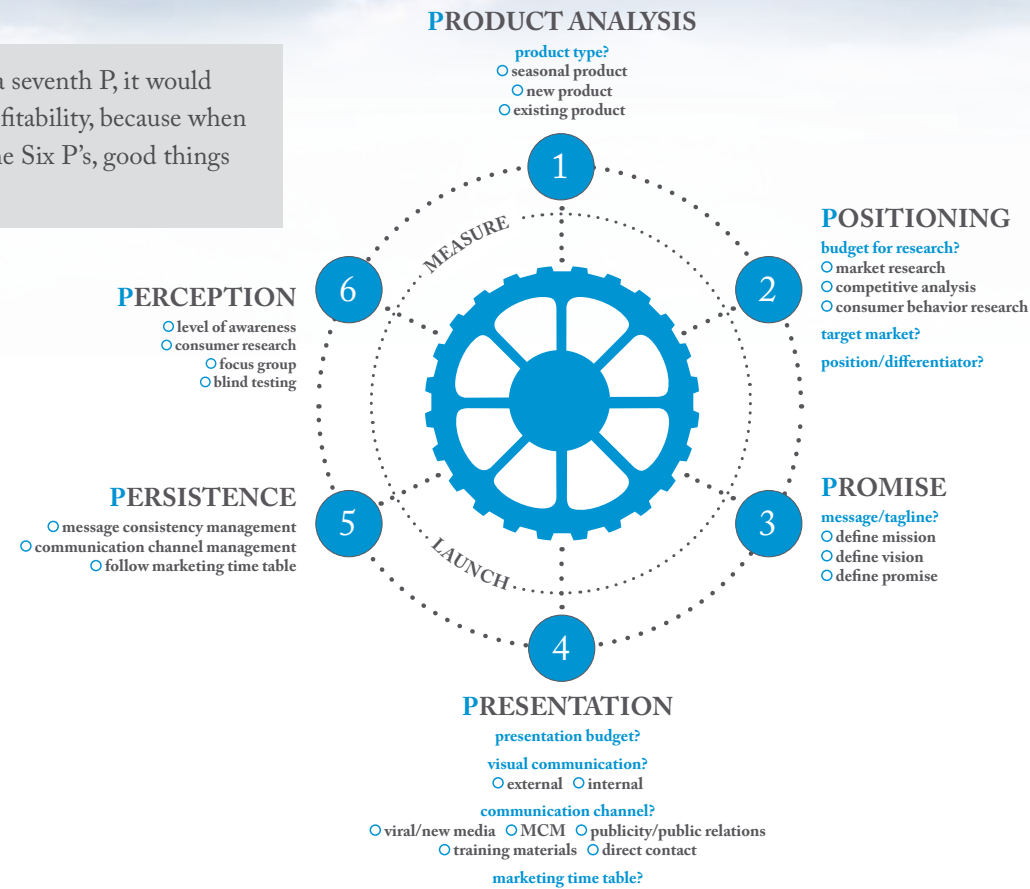 PRODUCT ANALYSIS
product type?
seasonal product
new product
existing product
a seventh P, it would
fitability, because when
he Six P's, good things
1
MEASURE
POSITIONING
budget for research?
market research
competitive analysis
consumer behavior research
target market?
position/differentiator?
2
6
PERCEPTION
level of awareness
consumer research
focus group
blind testing
PERSISTENCE
message consistency management
communication channel management
follow marketing time table
5
LAUNCH
3
PROMISE
message/tagline?
define mission
define vision
define promise
4
PRESENTATION
presentation budget?
visual communication?
external internal
communication channel?
viral/new media MCM publicity/public relations
training materials direct contact
marketing time table?